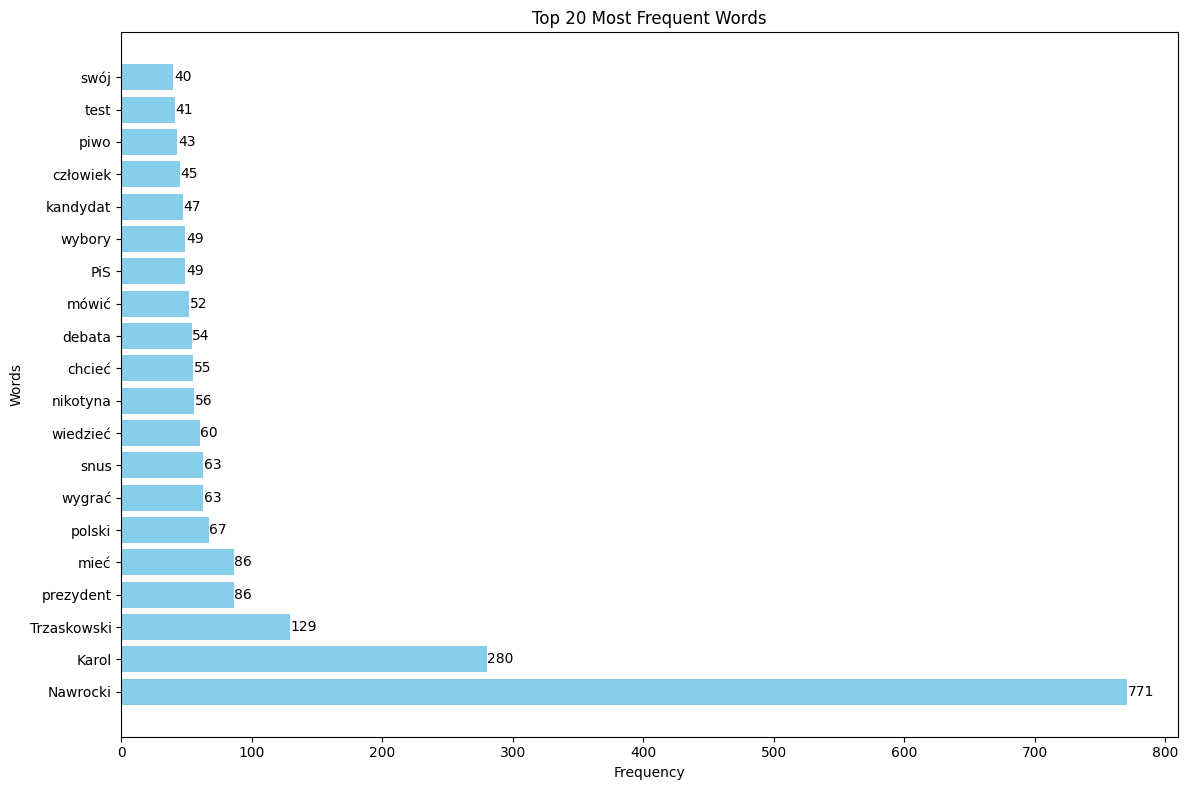 Top 20 Most Frequent Words
swój 40
test 41
piwo 43
człowiek 45
kandydat 47
wybory 49
PiS 49
mówić 52
debata 54
chcieć 55
nikotyna 56
wiedzieć 60
snus 63
wygrać 63
polski 67
mieć 86
prezydent 86
Trzaskowski 129
Karol 280
Nawrocki 771
Words
0 100 200 300 400 500 600 700 800
Frequency